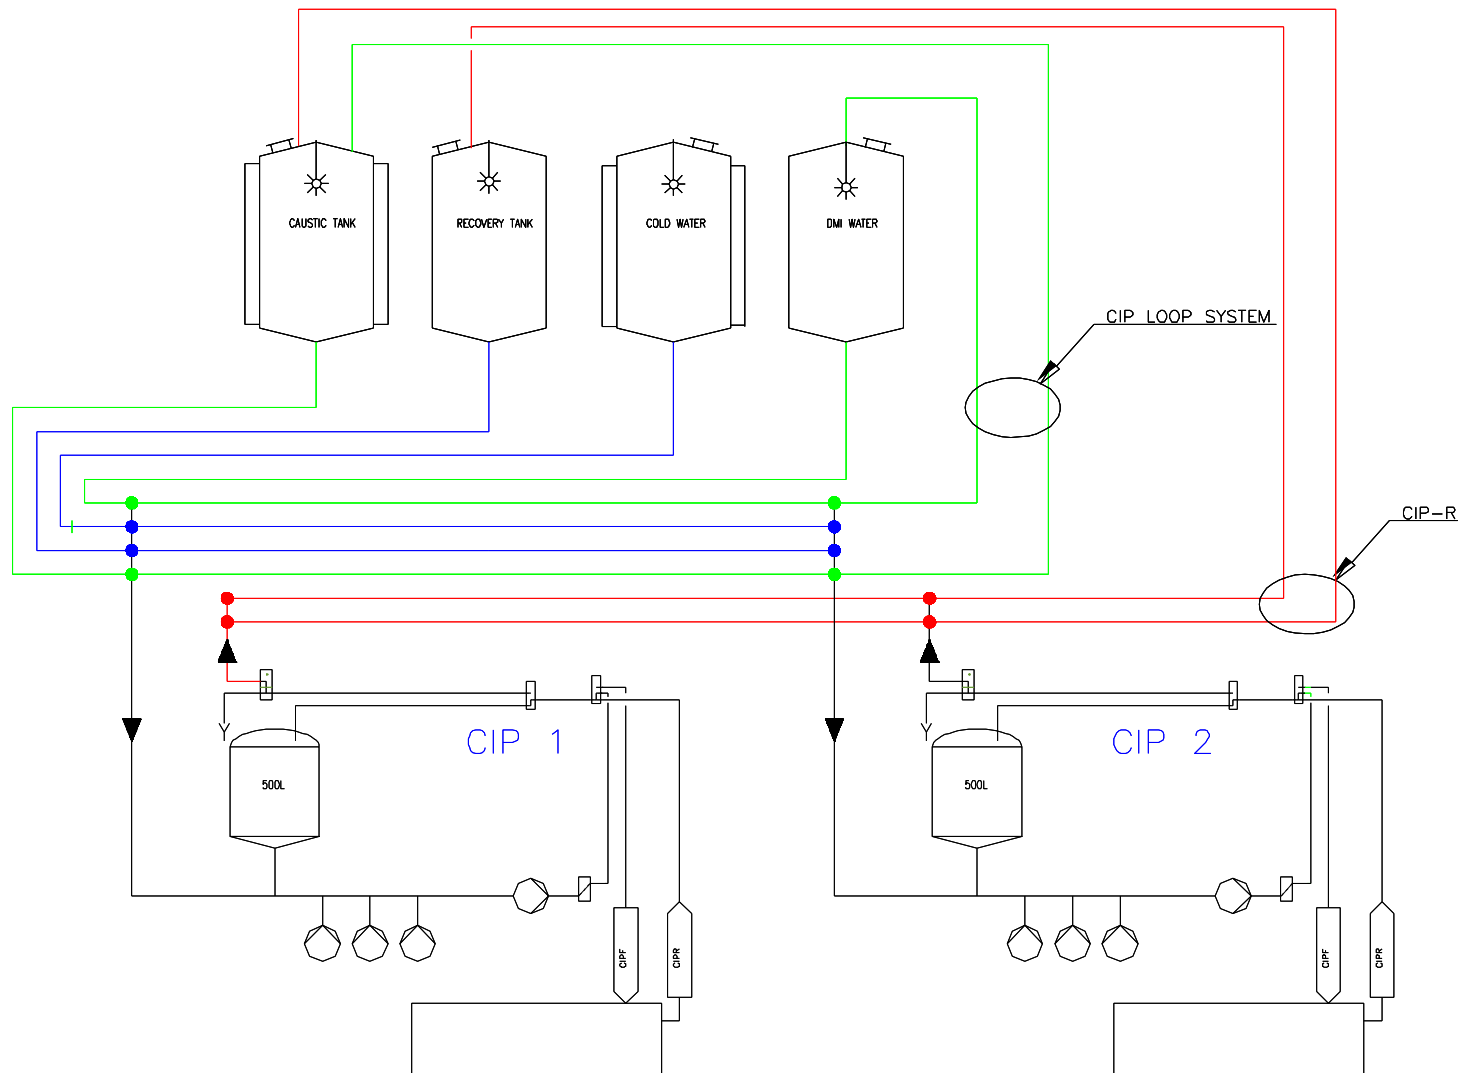 CAUSTIC TANK
RECOVERY TANK
COLD WATER
DMI WATER
CIP LOOP SYSTEM
CIP-R
CIP 1
CIP 2
500L
500L
CIPF
CIPR
CIPF
CIPR